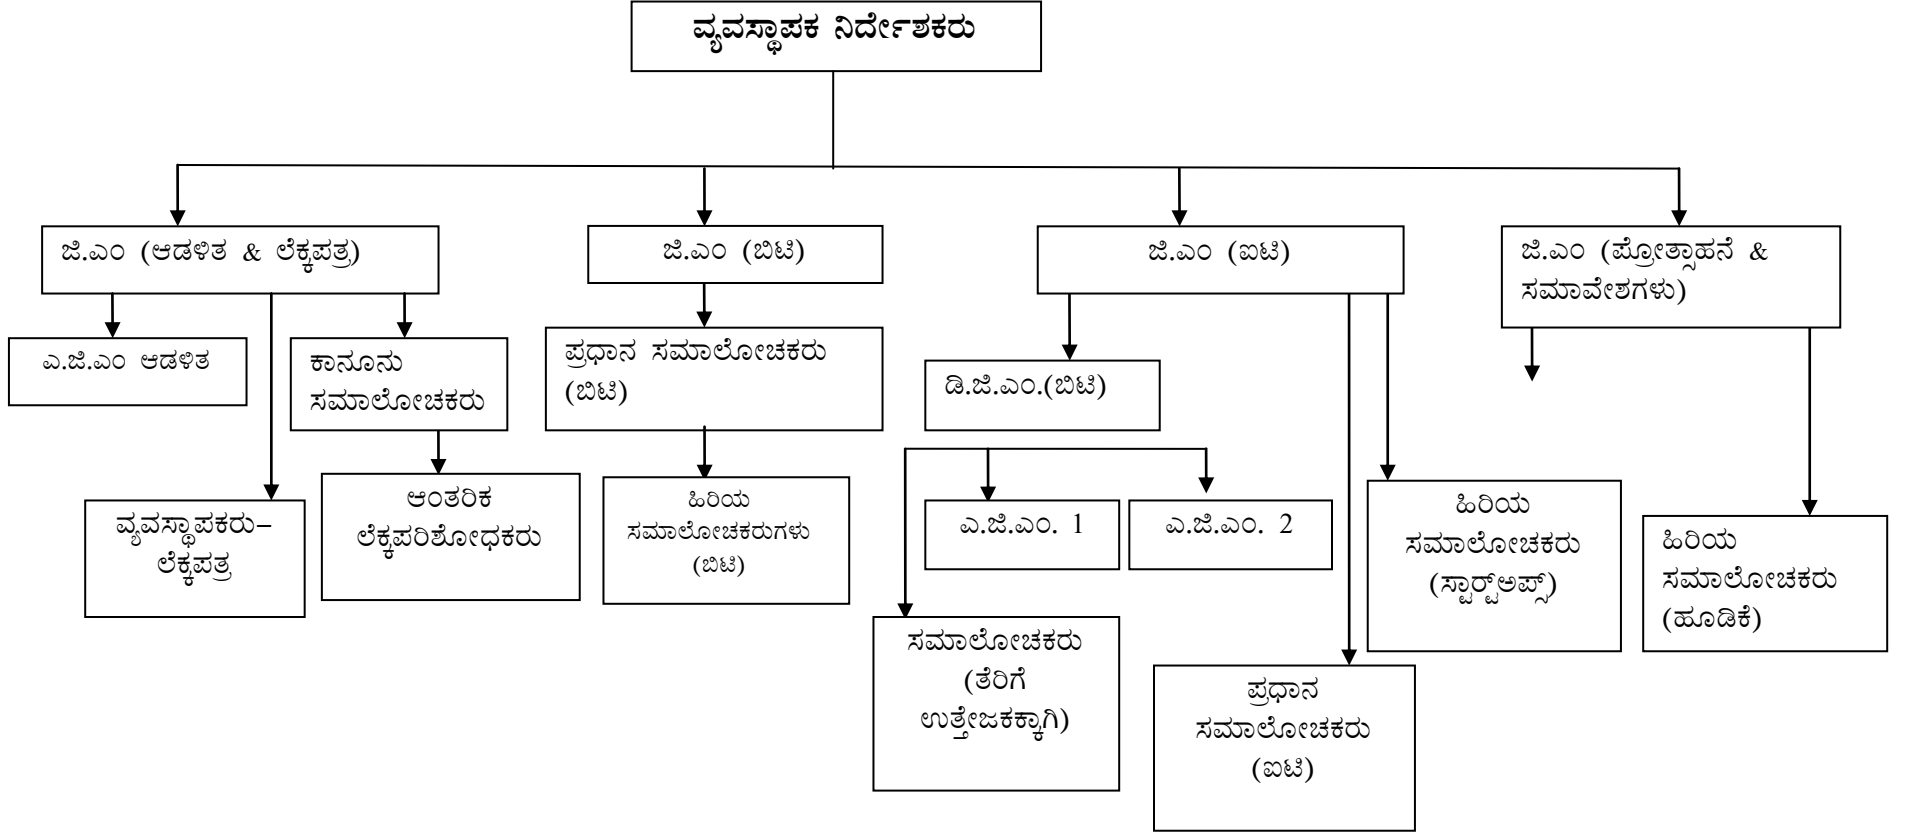 ವ್ಯವಸ್ಥಾಪಕ ನಿರ್ದೇಶಕರು
ಜಿ.ಎಂ (ಆಡಳಿತ & ಲೆಕ್ಕಪತ್ರ)
ಜಿ.ಎಂ (ಬಿಟಿ)
ಜಿ.ಎಂ (ಐಟಿ)
ಜಿ.ಎಂ (ಪ್ರೋತ್ಸಾಹನೆ &
ಸಮಾವೇಶಗಳು)
ಎ.ಜಿ.ಎಂ ಆಡಳಿತ
ಕಾನೂನು
ಸಮಾಲೋಚಕರು
ಪ್ರಧಾನ ಸಮಾಲೋಚಕರು
(ಬಿಟಿ)
ಡಿ.ಜಿ.ಎಂ.(ಬಿಟಿ)
ವ್ಯವಸ್ಥಾಪಕರು–
ಲೆಕ್ಕಪತ್ರ
ಆಂತರಿಕ
ಲೆಕ್ಕಪರಿಶೋಧಕರು
ಹಿರಿಯ
ಸಮಾಲೋಚಕರುಗಳು
(ಬಿಟಿ)
ಎ.ಜಿ.ಎಂ. 1
ಎ.ಜಿ.ಎಂ. 2
ಹಿರಿಯ
ಸಮಾಲೋಚಕರು
(ಸ್ಟಾರ್ಟ್‌ಅಪ್ಸ್)
ಹಿರಿಯ
ಸಮಾಲೋಚಕರು
(ಹೂಡಿಕೆ)
ಸಮಾಲೋಚಕರು
(ತೆರಿಗೆ
ಉತ್ತೇಜಕಕ್ಕಾಗಿ)
ಪ್ರಧಾನ
ಸಮಾಲೋಚಕರು
(ಐಟಿ)